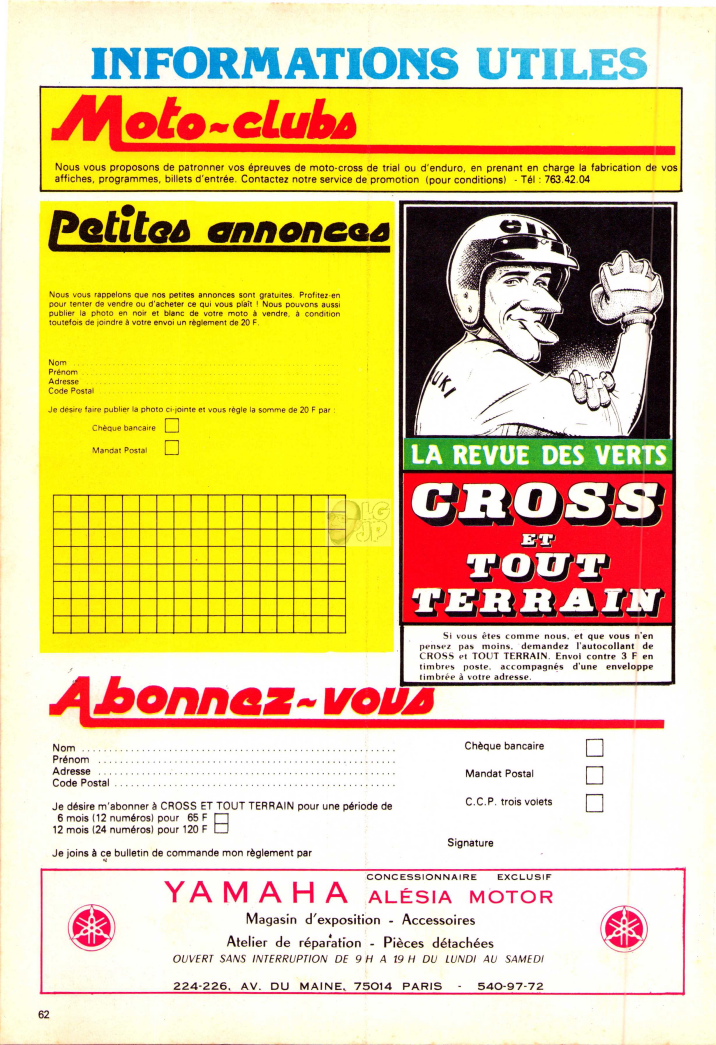 INFORMATIONS UTILES
Moto~clubs
Nous vous proposons de patronner vos épreuves de moto-cross de trial ou d'enduro, en prenant en charge la fabrication de vos
affiches, programmes, billets d'entrée. Contactez notre service de promotion (pour conditions) - Tél : 763.42.04
Petites annonces
Nous vous rappelons que nos petites annonces sont gratuites. Profitez-en
pour tenter de vendre ou d'acheter ce qui vous plaît ! Nous pouvons aussi
publier la photo en noir et blanc de votre moto à vendre, à condition
toutefois de joindre à votre envoi un règlement de 20 F.
Nom
Prénom
Adresse
Code Postal
Je désire faire publier la photo ci-jointe et vous règle la somme de 20 F par :
Chèque bancaire
Mandat Postal
LG
JP
UKI
LA REVUE DES VERTS
CROSS
ET
TOUT
TERRAIN
Si vous êtes comme nous, et que vous n'en
pensez pas moins, demandez l'autocollant de
CROSS et TOUT TERRAIN. Envoi contre 3 F en
timbres poste, accompagnés d'une enveloppe
timbrée à votre adresse.
Abonnez~vous
Nom
Prénom
Adresse
Code Postal
Je désire m'abonner à CROSS ET TOUT TERRAIN pour une période de
6 mois (12 numéros) pour 65 F
12 mois (24 numéros) pour 120 F
Je joins à ce bulletin de commande mon règlement par
Chèque bancaire
Mandat Postal
C.C.P. trois volets
Signature
CONCESSIONNAIRE EXCLUSIF
YAMAHA ALÉSIA MOTOR
Magasin d'exposition - Accessoires
Atelier de réparation - Pièces détachées
OUVERT SANS INTERRUPTION DE 9 H A 19 H DU LUNDI AU SAMEDI
224-226, AV. DU MAINE, 75014 PARIS - 540-97-72
62